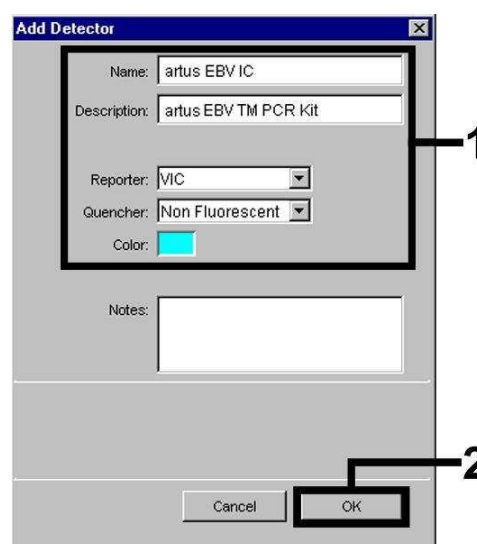 Add Detector
Name: artus EBV IC
Description: artus EBV TM PCR Kit
1
Reporter: VIC
Quencher: Non Fluorescent
Color:
Notes:
2
Cancel OK